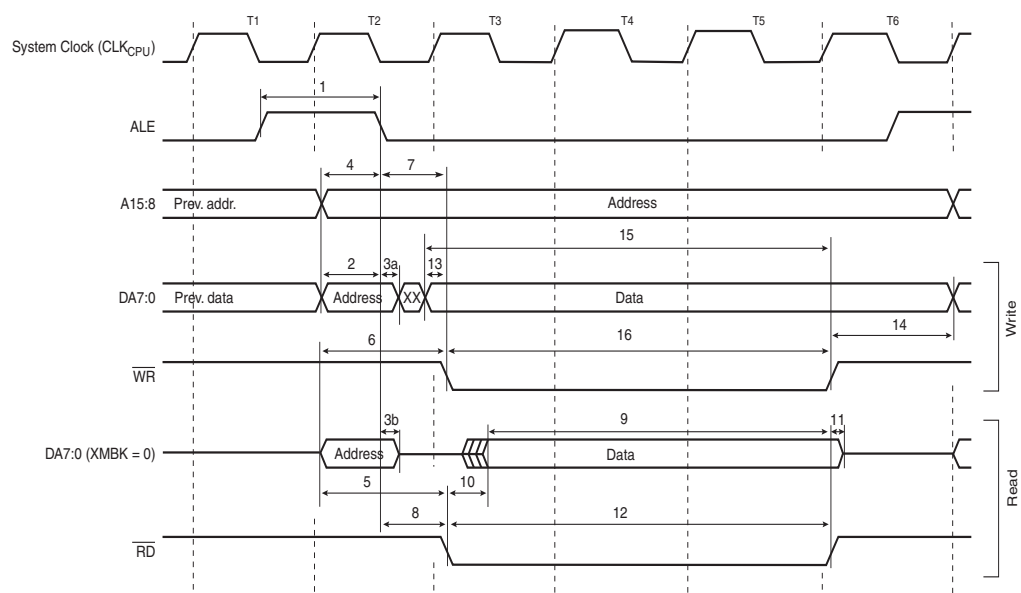 T1 T2 T3 T4 T5 T6
System Clock (CLKCPU)
1
ALE
4 7
A15:8 Prev. addr. Address
15
2 3a 13
DA7:0 Prev. data Address XX Data
6 16 14
WR
Write
3b 9 11
DA7:0 (XMBK = 0) Address Data
5 10
8 12
RD
Read